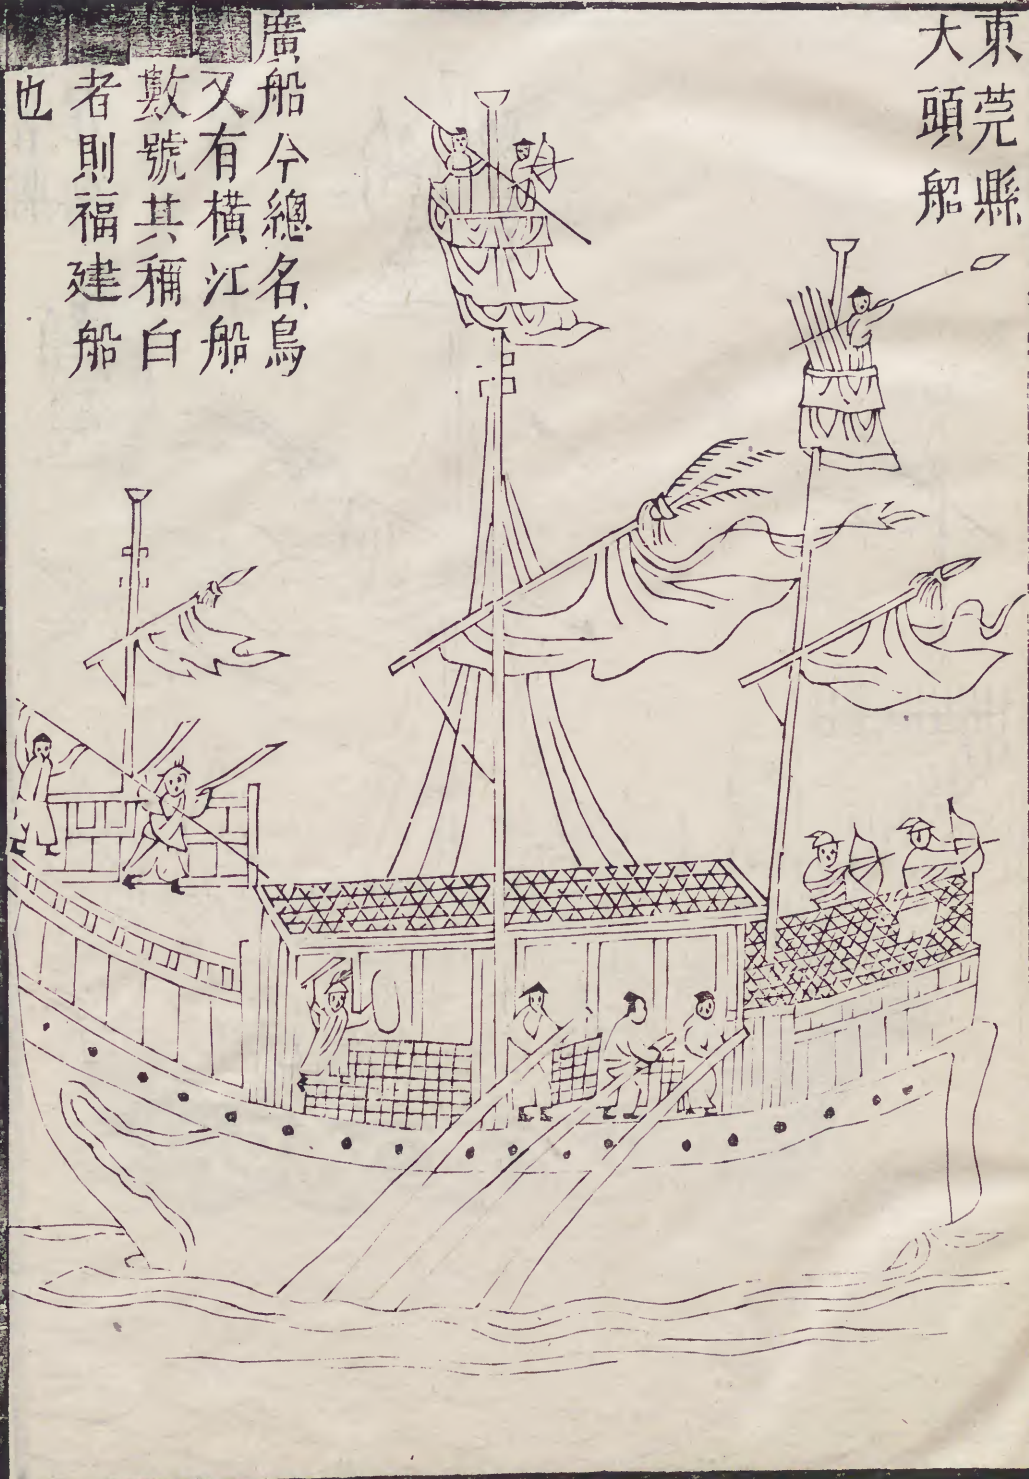 東莞縣
大頭船
廣船今總名烏
又有橫江船
數號其稱白
者則福建船
也